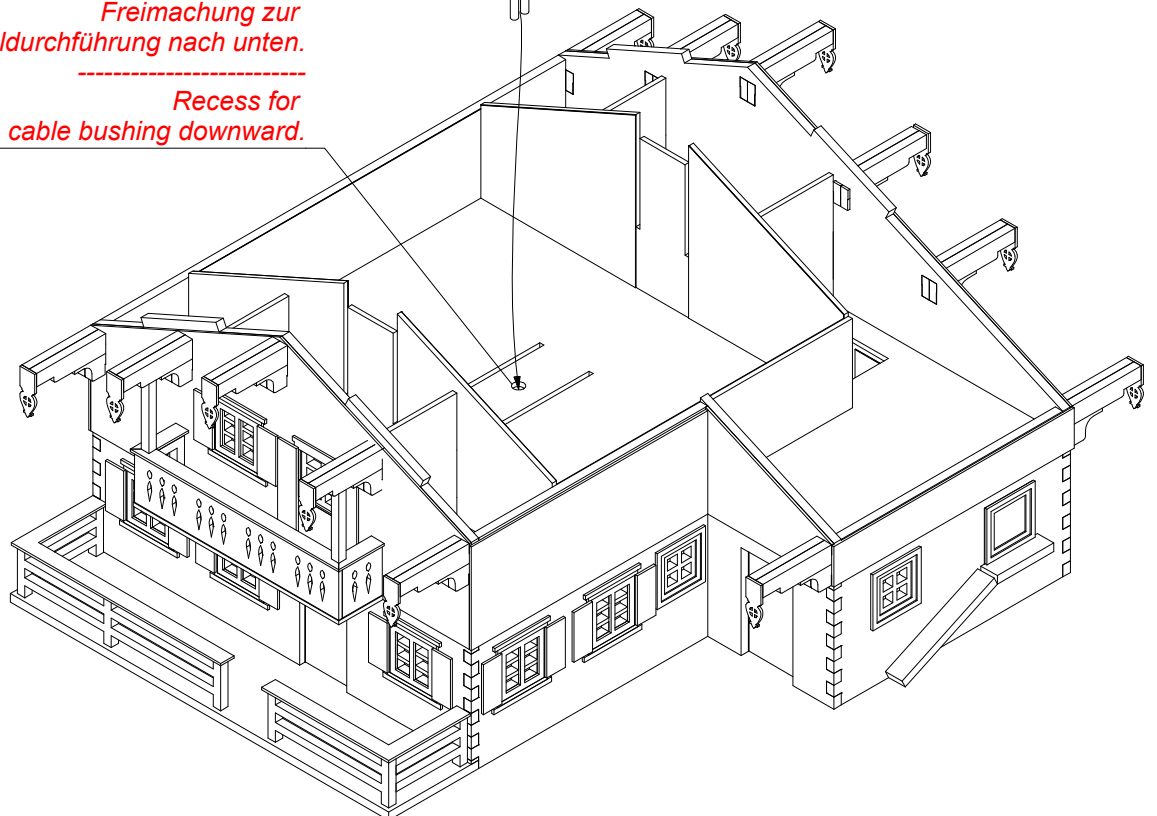 Freimachung zur
ldurchführung nach unten.
--------------------------
Recess for
cable bushing downward.